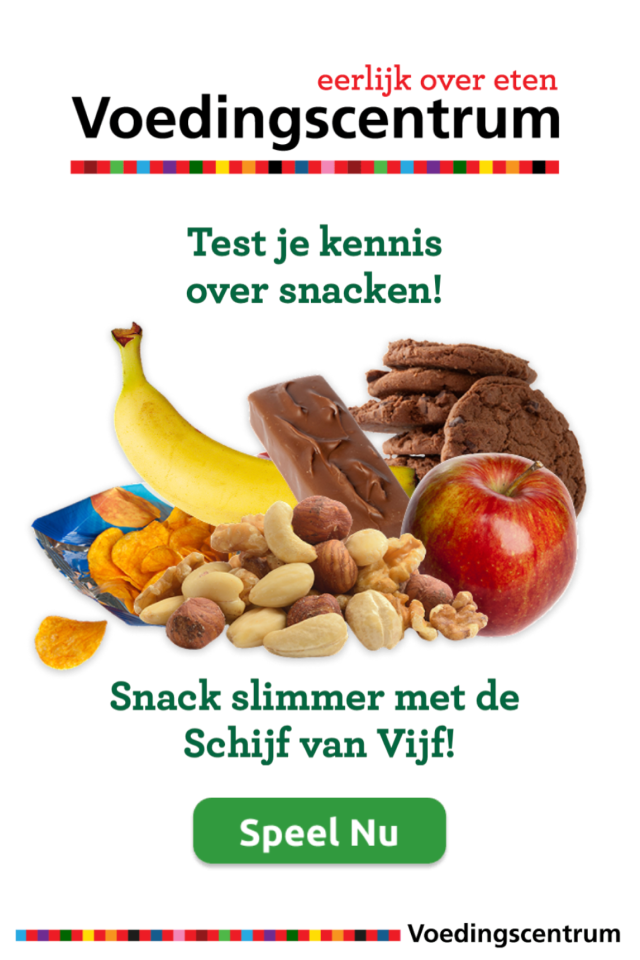 eerlijk over eten
Voedingscentrum
Test je kennis
over snacken!
Snack slimmer met de
Schijf van Vijf!
Speel Nu
Voedingscentrum